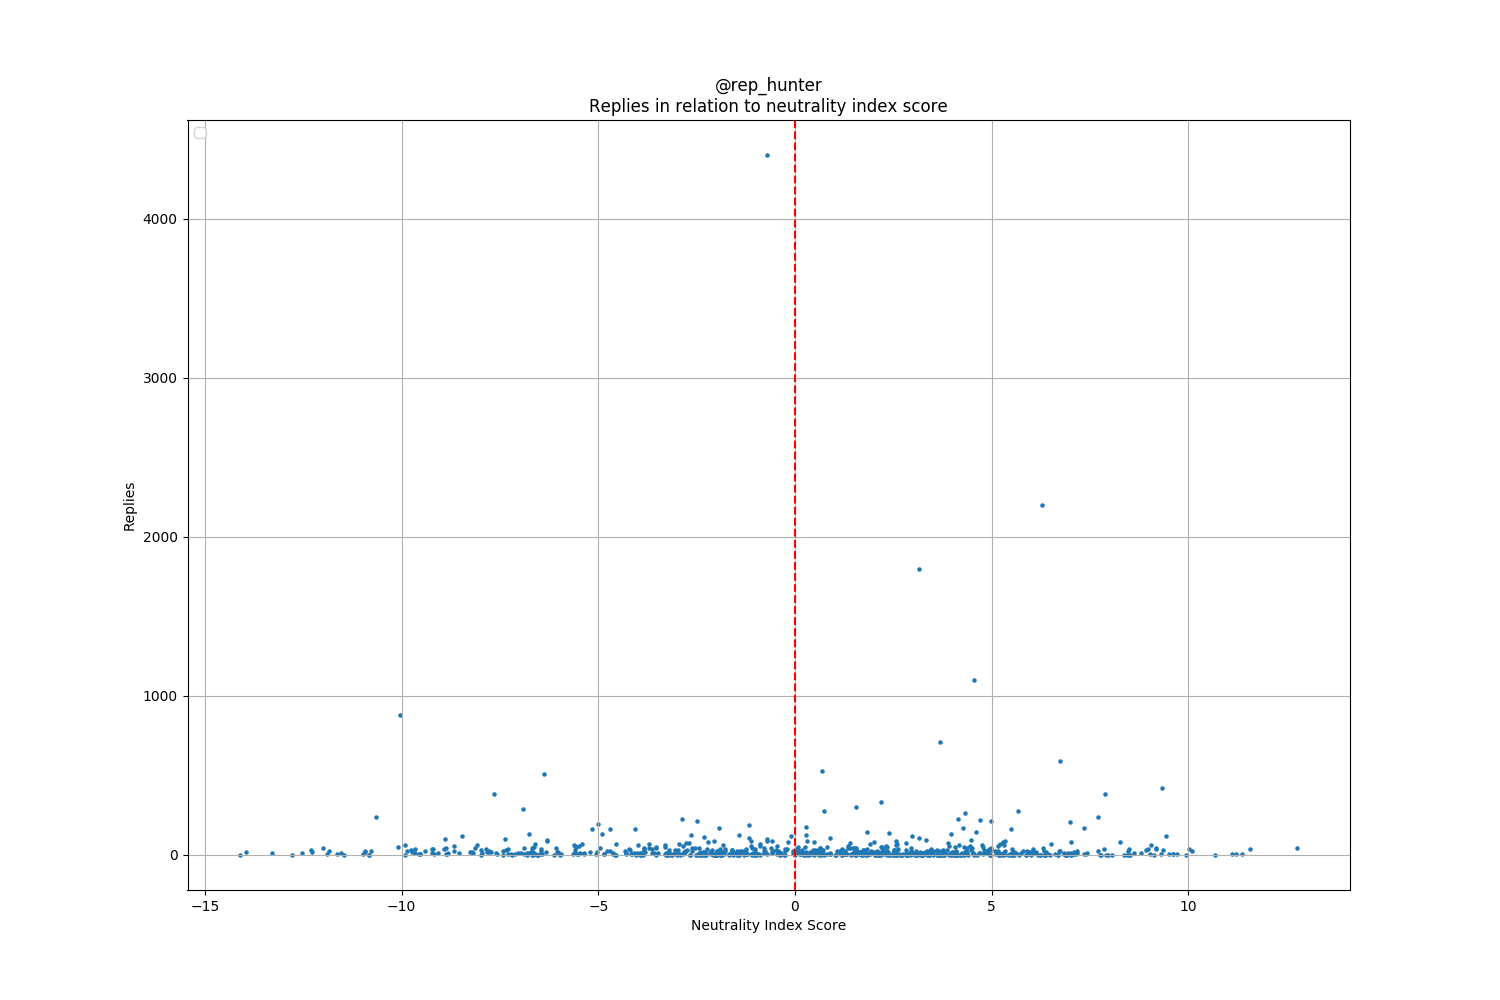 @rep_hunter
Replies in relation to neutrality index score
4000
3000
2000
1000
0
Replies
−15
−10
−5
0
5
10
Neutrality Index Score